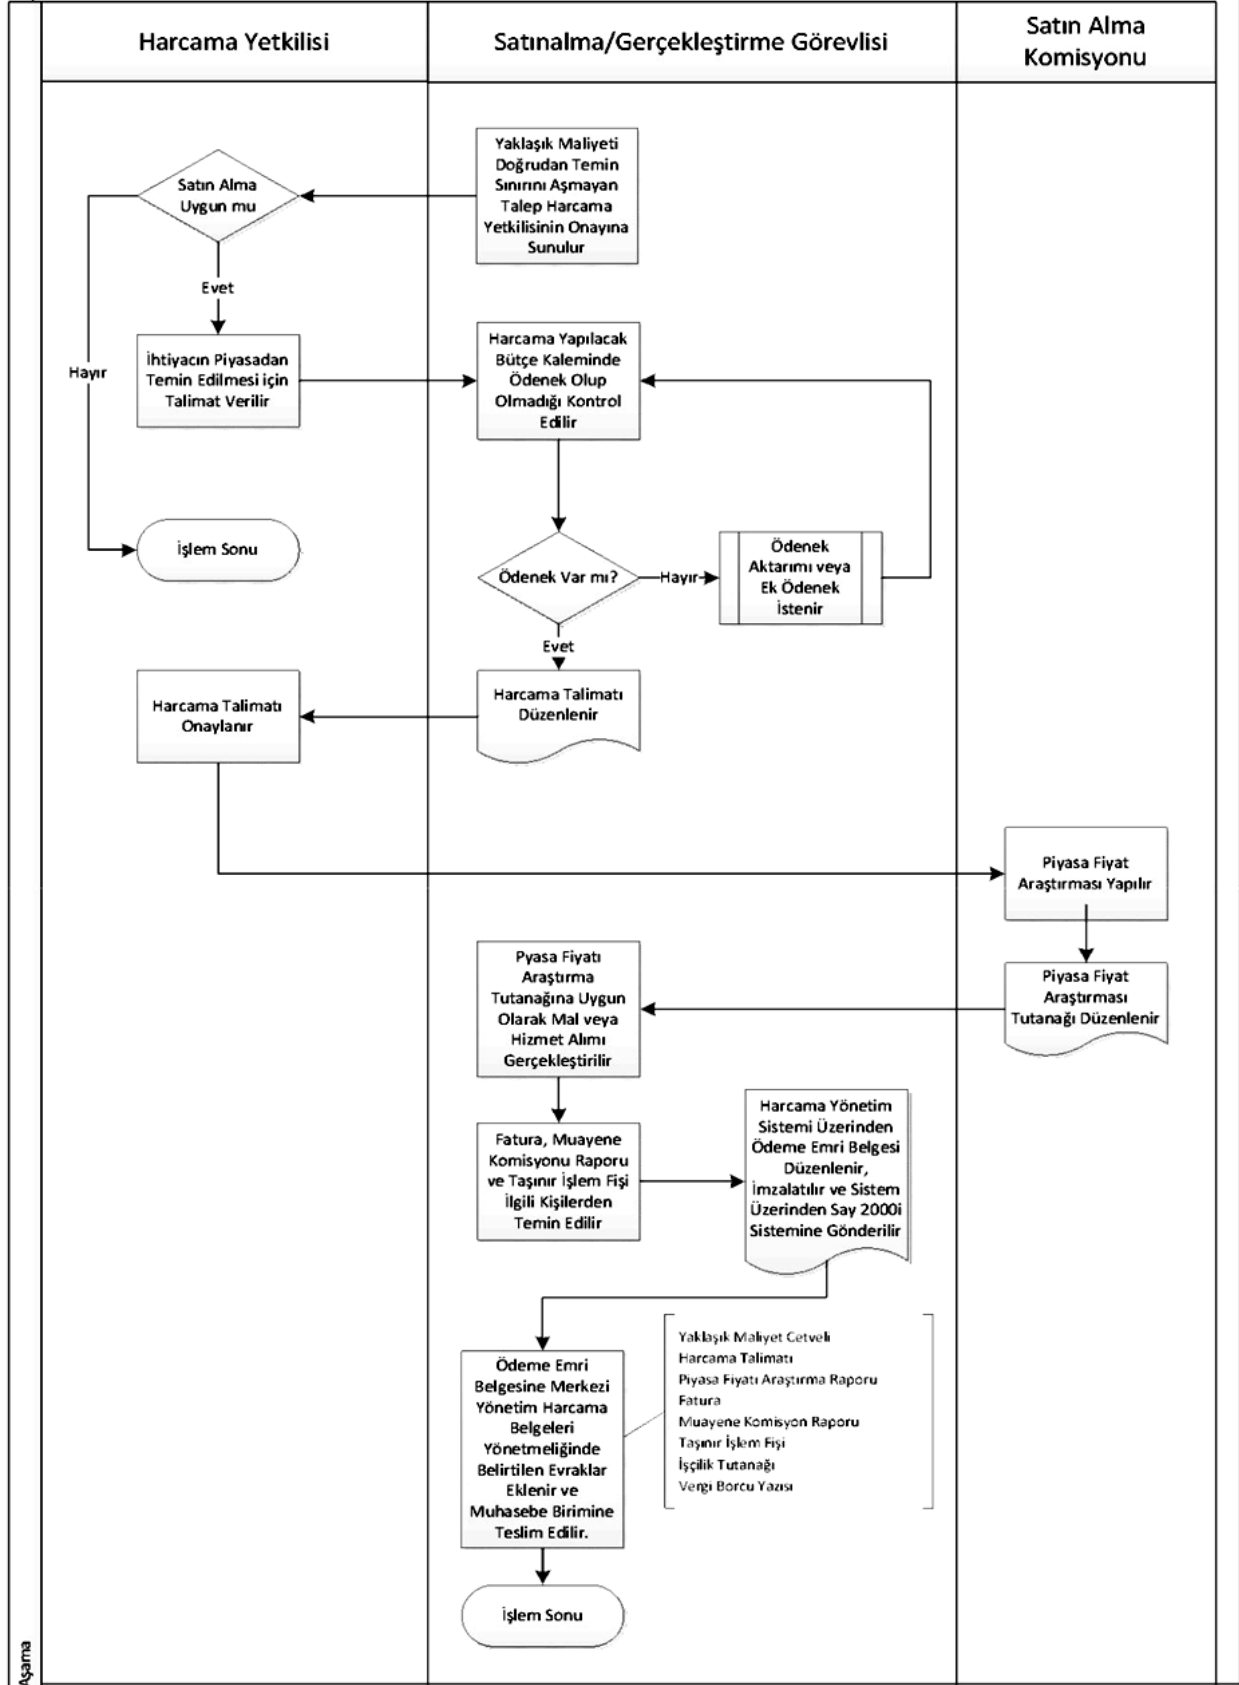 Harcama Yetkilisi
Satınalma/Gerçekleştirme Görevlisi
Satın Alma
Komisyonu
Yaklaşık Maliyeti
Doğrudan Temin
Sınırını Aşmayan
Talep Harcama
Yetkilisinin Onayına
Sunulur
Satın Alma
Uygun mu
Evet
Hayır
İhtiyacın Piyasadan
Temin Edilmesi için
Talimat Verilir
Harcama Yapılacak
Bütçe Kaleminde
Ödenek Olup
Olmadığı Kontrol
Edilir
İşlem Sonu
Ödenek Var mı?
Hayır
Ödenek
Aktarımı veya
Ek Ödenek
İstenir
Evet
Harcama Talimatı
Düzenlenir
Harcama Talimatı
Onaylanır
Piyasa Fiyat
Araştırması Yapılır
Piyasa Fiyat
Araştırması
Tutanağı Düzenlenir
Pyasa Fiyatı
Araştırma
Tutanağına Uygun
Olarak Mal veya
Hizmet Alımı
Gerçekleştirilir
Fatura, Muayene
Komisyonu Raporu
ve Taşınır İşlem Fişi
İlgili Kişilerden
Temin Edilir
Harcama Yönetim
Sistemi Üzerinden
Ödeme Emri Belgesi
Düzenlenir,
İmzalatılır ve Sistem
Üzerinden Say 2000i
Sistemine Gönderilir
Ödeme Emri
Belgesine Merkezi
Yönetim Harcama
Belgeleri
Yönetmeliğinde
Belirtilen Evraklar
Eklenir ve
Muhasebe Birimine
Teslim Edilir.
Yaklaşık Maliyet Cetveli
Harcama Talimatı
Piyasa Fiyatı Araştırma Raporu
Fatura
Muayene Komisyon Raporu
Taşınır İşlem Fişi
İşçilik Tutanağı
Vergi Borcu Yazısı
İşlem Sonu
Aşama